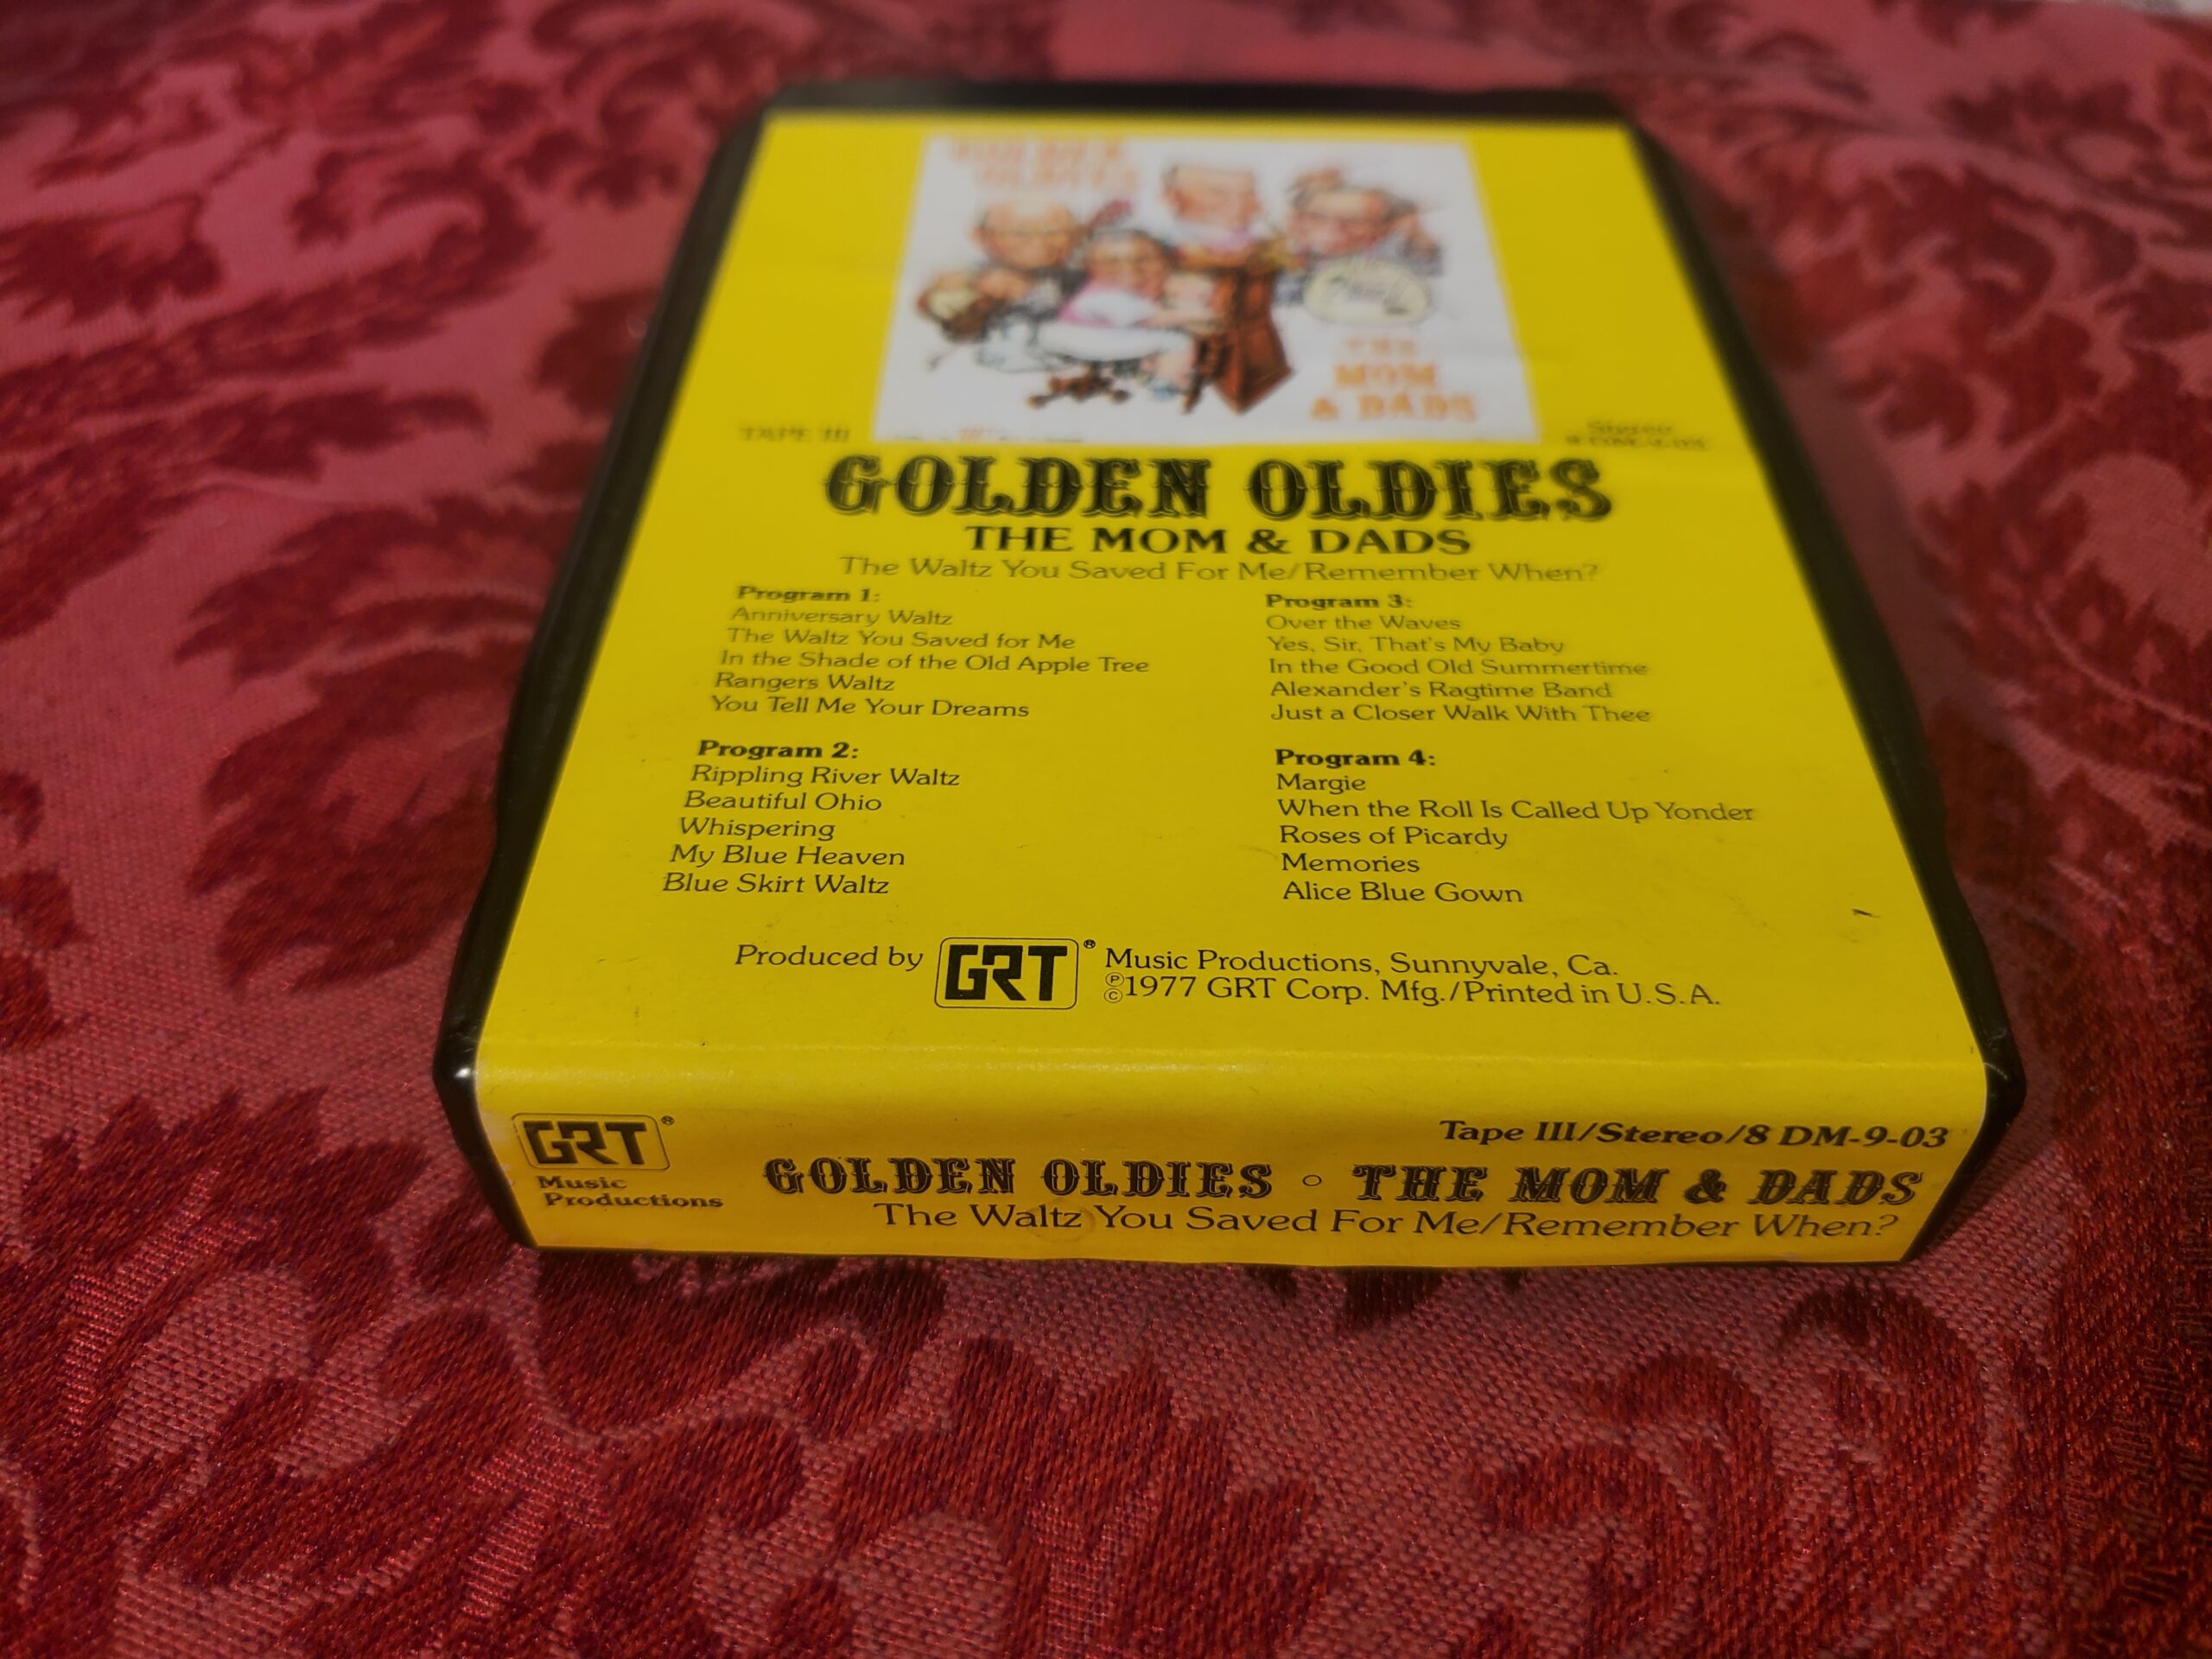 GOLDEN
OLDIES
THE
MOM
& DADS
TAPE III
Stereo
GOLDEN OLDIES
THE MOM & DADS
The Waltz You Saved For Me/Remember When?
Program 1:
Anniversary Waltz
The Waltz You Saved for Me
In the Shade of the Old Apple Tree
Rangers Waltz
You Tell Me Your Dreams
Program 2:
Rippling River Waltz
Beautiful Ohio
Whispering
My Blue Heaven
Blue Skirt Waltz
Program 3:
Over the Waves
Yes, Sir, That's My Baby
In the Good Old Summertime
Alexander's Ragtime Band
Just a Closer Walk With Thee
Program 4:
Margie
When the Roll Is Called Up Yonder
Roses of Picardy
Memories
Alice Blue Gown
Produced by GRT® Music Productions, Sunnyvale, Ca.
℗©1977 GRT Corp. Mfg./Printed in U.S.A.
GRT®
Music
Productions
Tape III/Stereo/8 DM-9-03
GOLDEN OLDIES ◦ THE MOM & DADS
The Waltz You Saved For Me/Remember When?